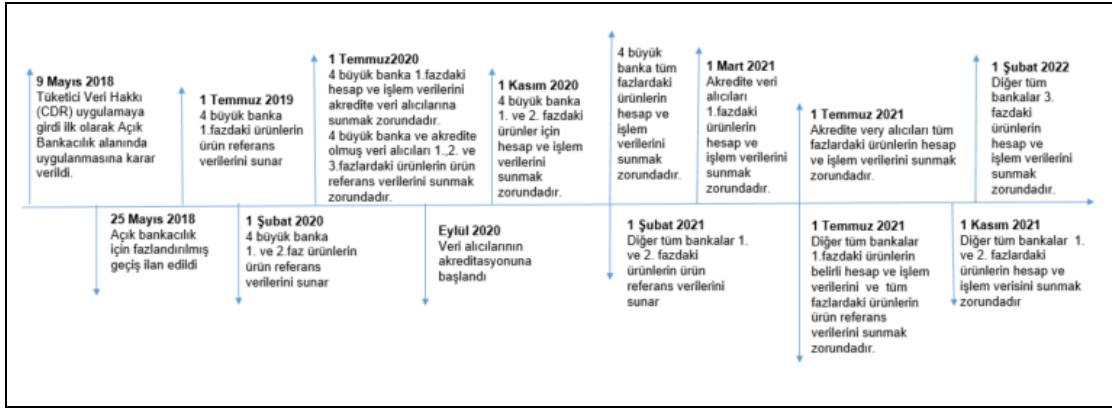 9 Mayıs 2018
Tüketici Veri Hakkı
(CDR) uygulamaya
girdi ilk olarak Açık
Bankacılık alanında
uygulanmasına karar
verildi.
25 Mayıs 2018
Açık bankacılık
için fazlandırılmış
geçiş ilan edildi
1 Temmuz 2019
4 büyük banka
1.fazdaki ürünlerin
ürün referans
verilerini sunar
1 Şubat 2020
4 büyük banka
1. ve 2.faz ürünlerin
ürün referans
verilerini sunar
1 Temmuz2020
4 büyük banka 1.fazdaki
hesap ve işlem verilerini
akredite veri alıcılarına
sunmak zorundadır.
4 büyük banka ve akredite
olmuş veri alıcıları 1.,2. ve
3.fazlardaki ürünlerin ürün
referans verilerini sunmak
zorundadır.
Eylül 2020
Veri alıcılarının
akreditasyonuna
başlandı
1 Kasım 2020
4 büyük banka
1. ve 2. fazdaki
ürünler için
hesap ve işlem
verilerini
sunmak
zorundadır.
4 büyük
banka tüm
fazlardaki
ürünlerin
hesap ve
işlem
verilerini
sunmak
zorundadır.
1 Şubat 2021
Diğer tüm bankalar 1.
ve 2. fazdaki
ürünlerin ürün
referans verilerini
sunar
1 Mart 2021
Akredite veri
alıcıları
1.fazdaki
ürünlerin
hesap ve
işlem verilerini
sunmak
zorundadır.
1 Temmuz 2021
Akredite very alıcıları tüm
fazlardaki ürünlerin hesap
ve işlem verilerini sunmak
zorundadır.
1 Temmuz 2021
Diğer tüm bankalar
1.fazdaki ürünlerin
belirli hesap ve işlem
verilerini ve tüm
fazlardaki ürünlerin
ürün referans
verilerini sunmak
zorundadır.
1 Kasım 2021
Diğer tüm bankalar 1.
ve 2. fazlardaki
ürünlerin hesap ve
işlem verisini sunmak
zorundadır
1 Şubat 2022
Diğer tüm
bankalar 3.
fazdaki
ürünlerin
hesap ve
işlem verilerini
sunmak
zorundadır.